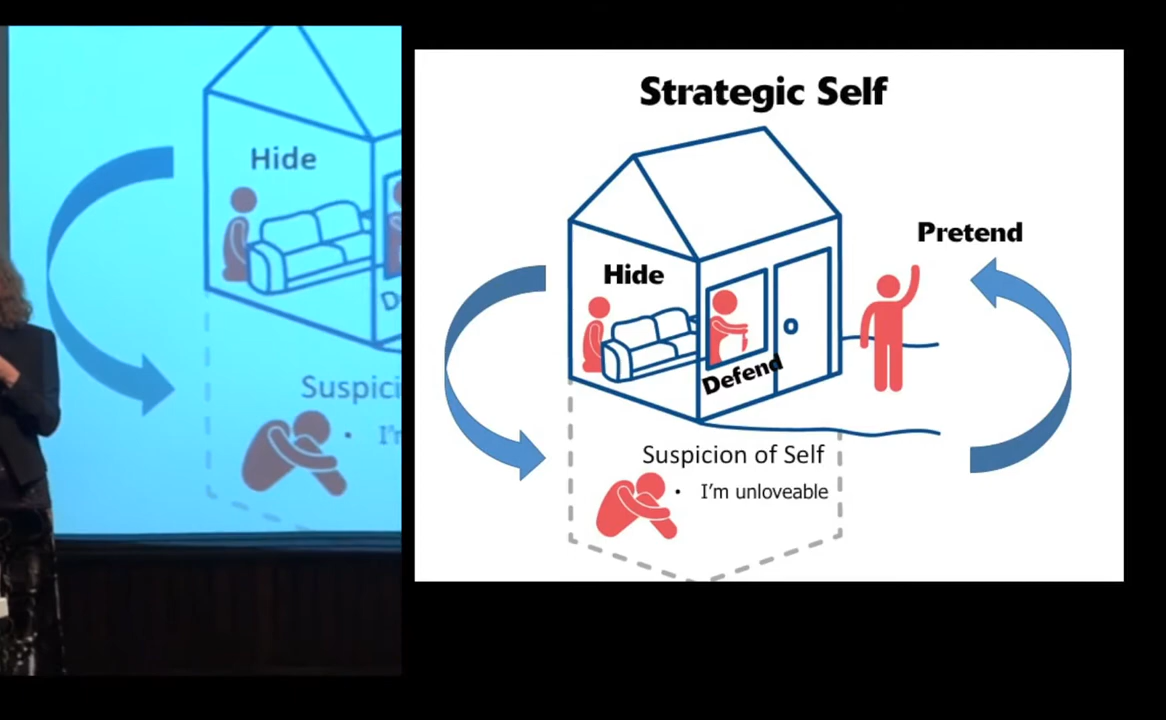 Hide
D
Suspici
• I'
Strategic Self
Pretend
Hide
Defend
Suspicion of Self
• I'm unloveable